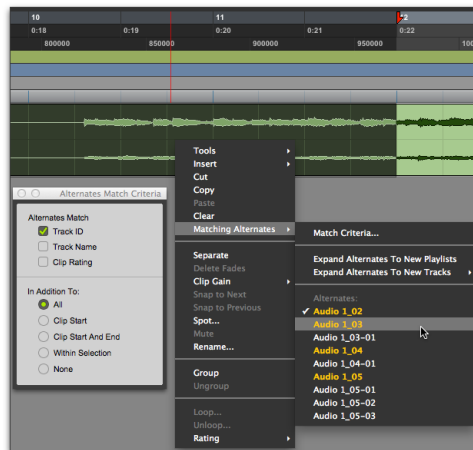 10 11 12
0:18 0:19 0:20 0:21 0:22
800000 850000 900000 950000 100
Tools
Insert
Cut
Copy
Paste
Clear
Matching Alternates
Separate
Delete Fades
Clip Gain
Snap to Next
Snap to Previous
Spot...
Mute
Rename...
Group
Ungroup
Loop...
Unloop...
Rating
Alternates Match Criteria
Alternates Match
Track ID
Track Name
Clip Rating
In Addition To:
All
Clip Start
Clip Start And End
Within Selection
None
Match Criteria...
Expand Alternates To New Playlists
Expand Alternates To New Tracks
Alternates:
Audio 1_02
Audio 1_03
Audio 1_03-01
Audio 1_04
Audio 1_04-01
Audio 1_05
Audio 1_05-01
Audio 1_05-02
Audio 1_05-03